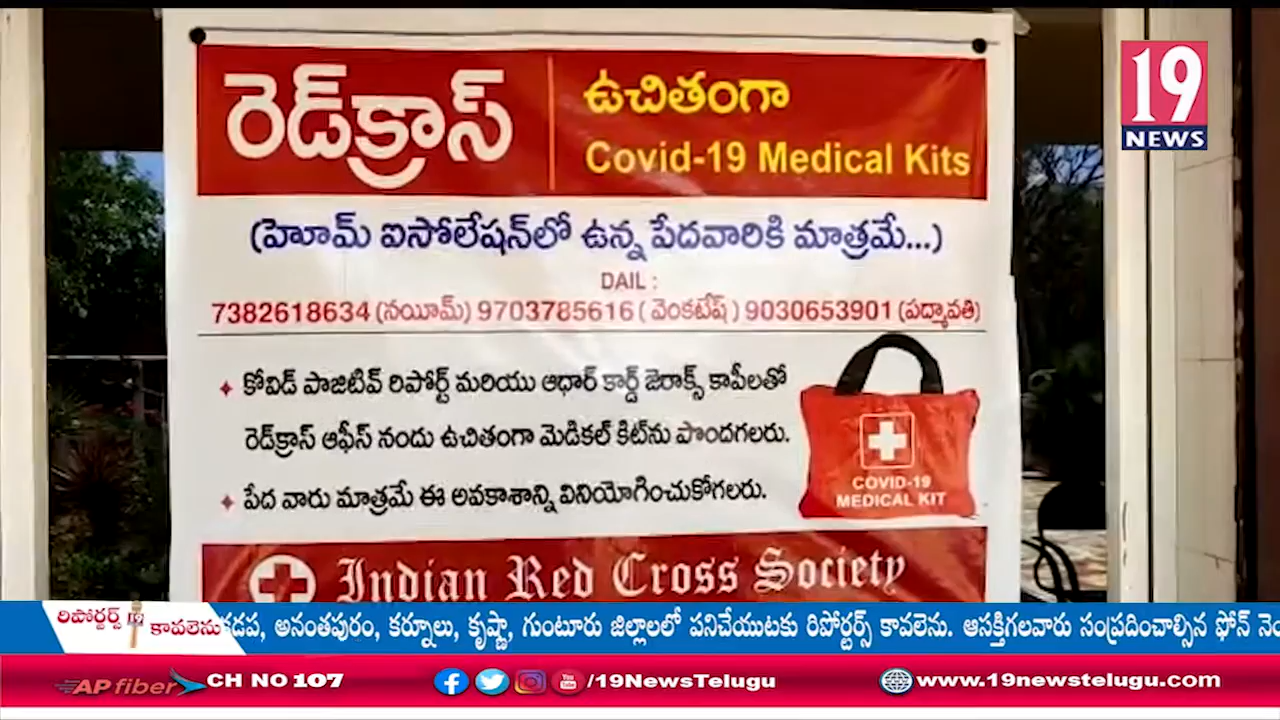 19
NEWS
రెడ్‌క్రాస్
ఉచితంగా
Covid-19 Medical Kits
(హెూమ్ ఐసోలేషన్‌లో ఉన్న పేదవారికి మాత్రమే...)
DAIL :
7382618634 (నయీమ్) 9703785616 ( వెంకటేష్ ) 9030653901 (పద్మావతి)
కోవిడ్ పాజిటివ్ రిపోర్ట్ మరియు ఆధార్ కార్డ్ జెరాక్స్ కాపీలతో
రెడ్‌క్రాస్ ఆఫీస్ నందు ఉచితంగా మెడికల్ కిట్‌ను పొందగలరు.
పేద వారు మాత్రమే ఈ అవకాశాన్ని వినియోగించుకోగలరు.
COVID-19
MEDICAL KIT
Indian Red Cross Society
రిపోర్టర్స్ కావలెను
కడప, అనంతపురం, కర్నూలు, కృష్ణా, గుంటూరు జిల్లాలలో పనిచేయుటకు రిపోర్టర్స్ కావలెను. ఆసక్తిగలవారు సంప్రదించాల్సిన ఫోన్
AP fiber CH NO 107 /19NewsTelugu www.19newstelugu.com